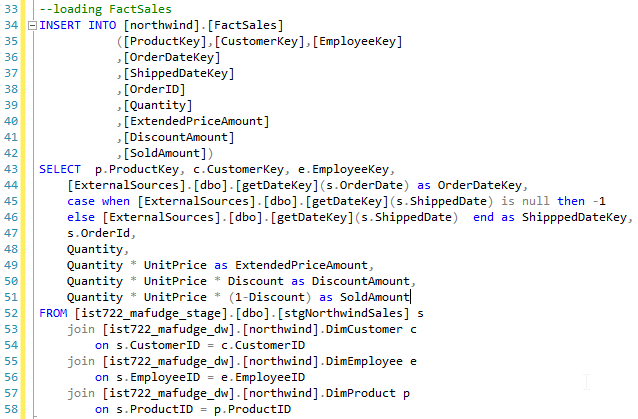 33 --loading FactSales
34 INSERT INTO [northwind].[FactSales]
35 ([ProductKey],[CustomerKey],[EmployeeKey]
36 ,[OrderDateKey]
37 ,[ShippedDateKey]
38 ,[OrderID]
39 ,[Quantity]
40 ,[ExtendedPriceAmount]
41 ,[DiscountAmount]
42 ,[SoldAmount])
43 SELECT p.ProductKey, c.CustomerKey, e.EmployeeKey,
44 [ExternalSources].[dbo].[getDateKey](s.OrderDate) as OrderDateKey,
45 case when [ExternalSources].[dbo].[getDateKey](s.ShippedDate) is null then -1
46 else [ExternalSources].[dbo].[getDateKey](s.ShippedDate) end as ShipppedDateKey,
47 s.OrderId,
48 Quantity,
49 Quantity * UnitPrice as ExtendedPriceAmount,
50 Quantity * UnitPrice * Discount as DiscountAmount,
51 Quantity * UnitPrice * (1-Discount) as SoldAmount
52 FROM [ist722_mafudge_stage].[dbo].[stgNorthwindSales] s
53 join [ist722_mafudge_dw].[northwind].DimCustomer c
54 on s.CustomerID = c.CustomerID
55 join [ist722_mafudge_dw].[northwind].DimEmployee e
56 on s.EmployeeID = e.EmployeeID
57 join [ist722_mafudge_dw].[northwind].DimProduct p
58 on s.ProductID = p.ProductID